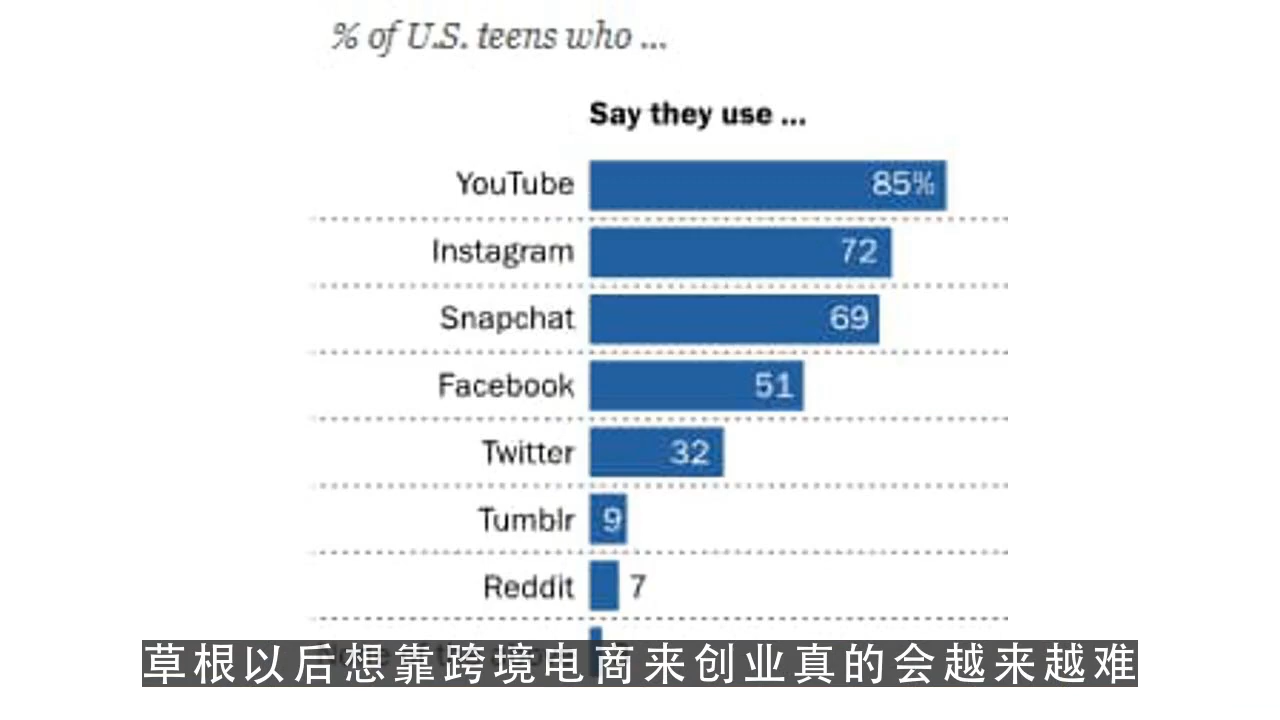 % of U.S. teens who ...
Say they use ...
YouTube 85%
Instagram 72
Snapchat 69
Facebook 51
Twitter 32
Tumblr 9
Reddit 7
草根以后想靠跨境电商来创业真的会越来越难